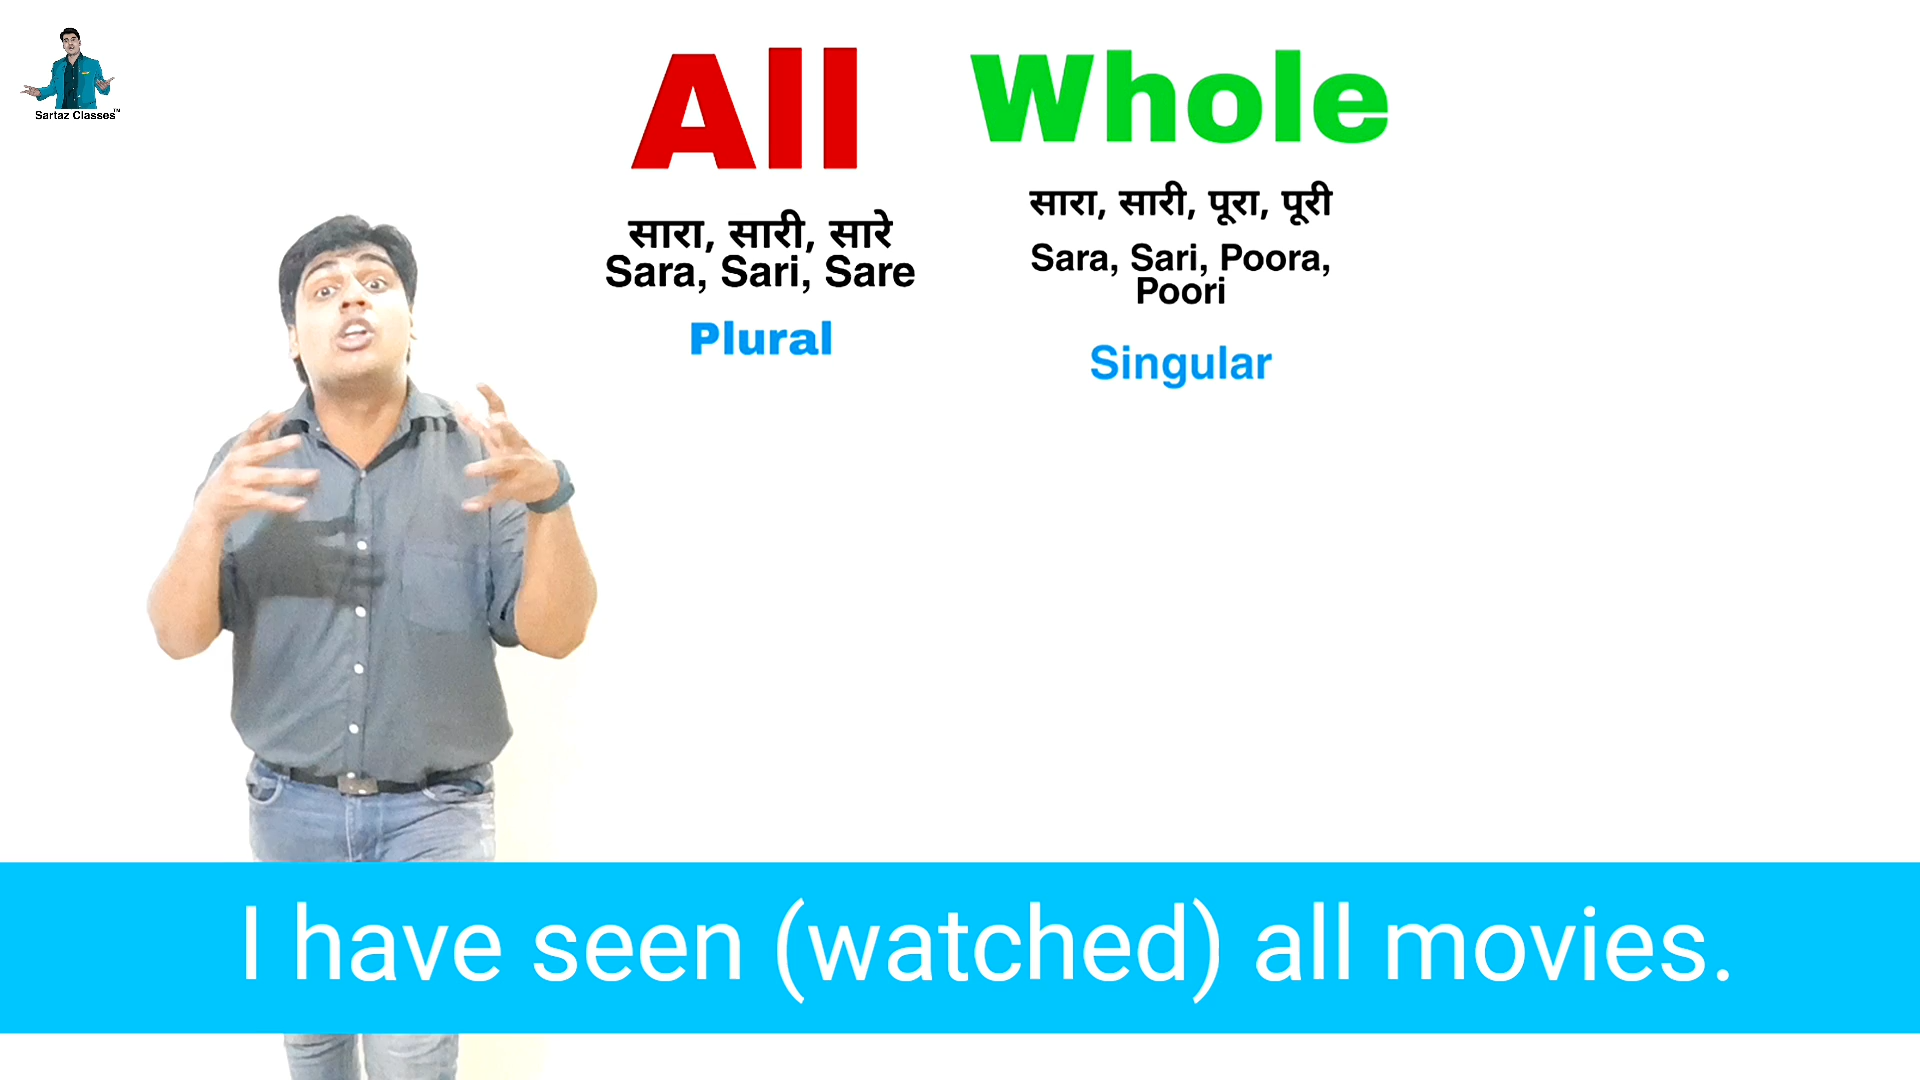 Sartaz Classes™
All
सारा, सारी, सारे
Sara, Sari, Sare
Plural
Whole
सारा, सारी, पूरा, पूरी
Sara, Sari, Poora,
Poori
Singular
I have seen (watched) all movies.